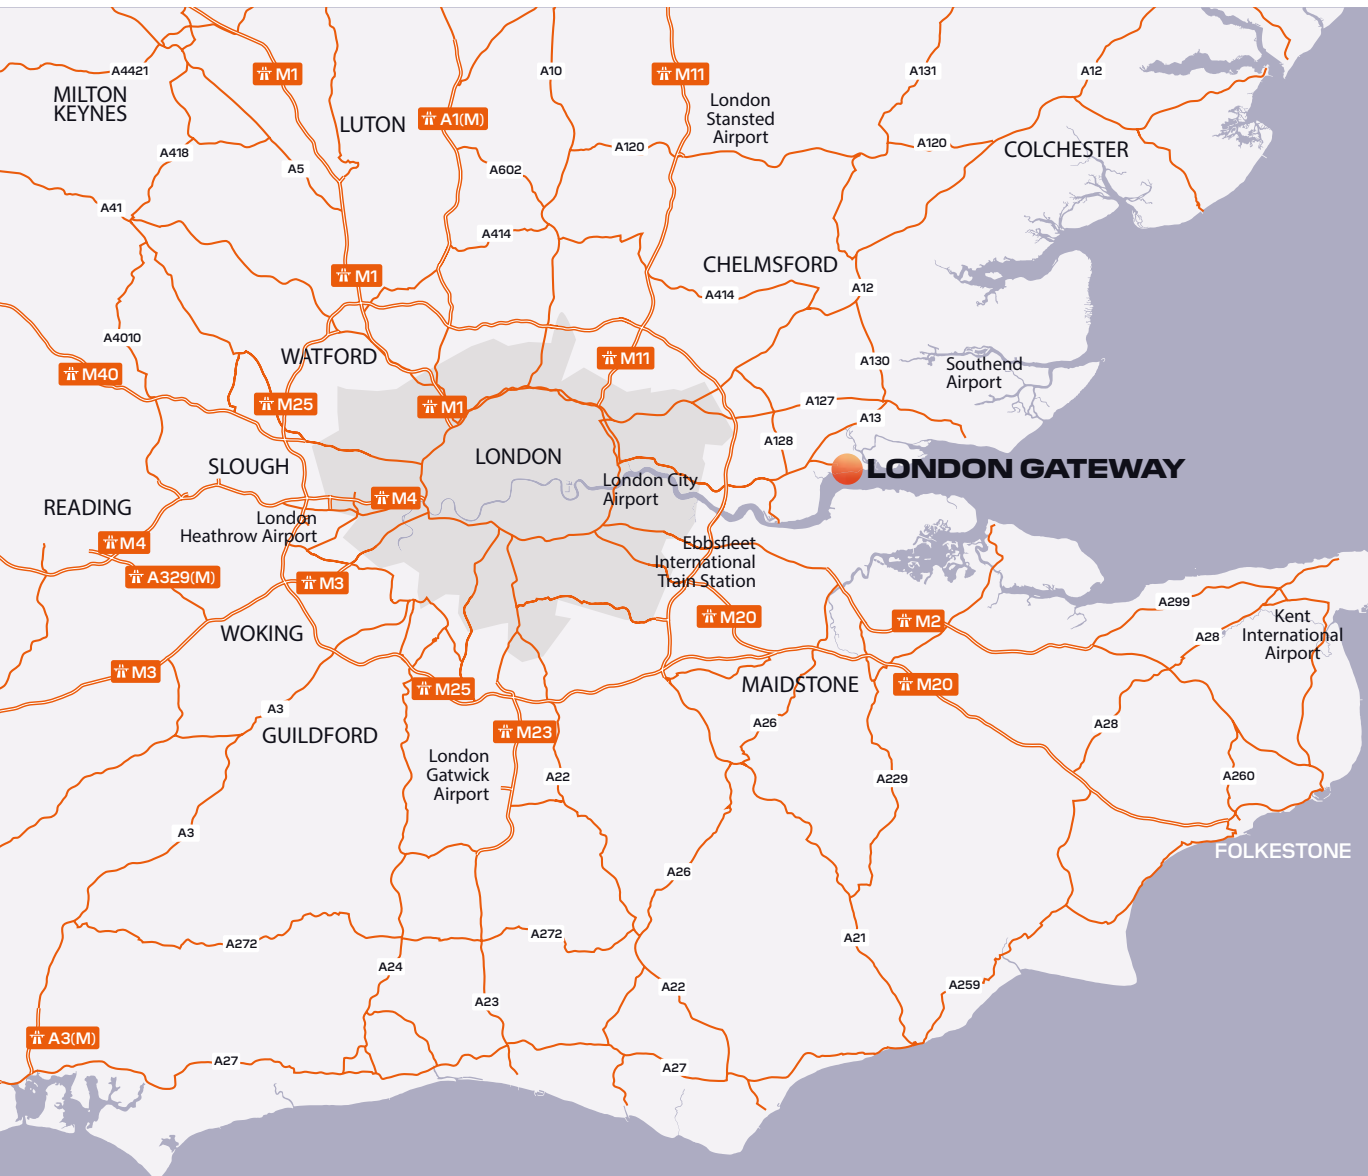 A4421
M1
A10
M11
A131
A12
MILTON
KEYNES
LUTON
A1(M)
London
Stansted
Airport
A418
A5
A602
A120
A120
COLCHESTER
A41
A414
M1
CHELMSFORD
A414
A12
A4010
WATFORD
M11
A130
Southend
Airport
M40
M25
M1
A127
A13
A128
SLOUGH
LONDON
LONDON GATEWAY
London City
Airport
READING
M4
London
Heathrow Airport
M4
Ebbsfleet
International
Train Station
A329(M)
M3
M20
M2
A299
Kent
International
Airport
A28
WOKING
M3
M25
MAIDSTONE
M20
A3
GUILDFORD
M23
A26
A28
London
Gatwick
Airport
A22
A229
A260
A3
FOLKESTONE
A26
A272
A272
A21
A24
A23
A22
A259
A3(M)
A27
A27